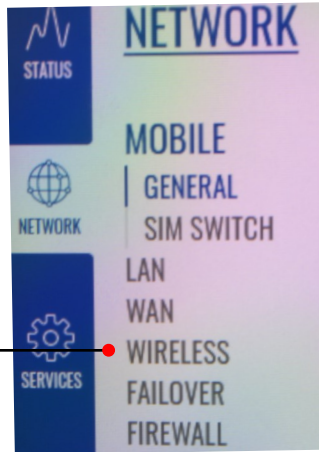 STATUS
NETWORK
SERVICES
NETWORK
MOBILE
GENERAL
SIM SWITCH
LAN
WAN
WIRELESS
FAILOVER
FIREWALL